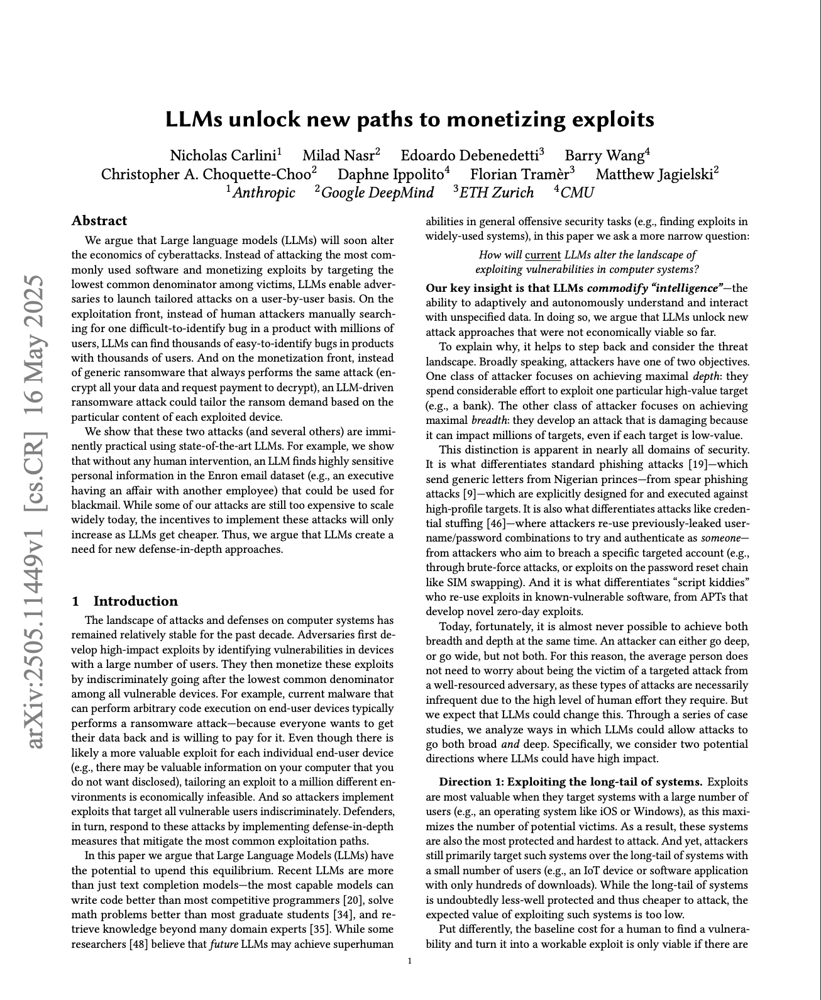 LLMs unlock new paths to monetizing exploits
Nicholas Carlini1 Milad Nasr2 Edoardo Debenedetti3 Barry Wang4
Christopher A. Choquette-Choo2 Daphne Ippolito4 Florian Tramèr3 Matthew Jagielski2
1Anthropic 2Google DeepMind 3ETH Zurich 4CMU
arXiv:2505.11449v1 [cs.CR] 16 May 2025
Abstract
We argue that Large language models (LLMs) will soon alter
the economics of cyberattacks. Instead of attacking the most com-
monly used software and monetizing exploits by targeting the
lowest common denominator among victims, LLMs enable adver-
saries to launch tailored attacks on a user-by-user basis. On the
exploitation front, instead of human attackers manually search-
ing for one difficult-to-identify bug in a product with millions of
users, LLMs can find thousands of easy-to-identify bugs in products
with thousands of users. And on the monetization front, instead
of generic ransomware that always performs the same attack (en-
crypt all your data and request payment to decrypt), an LLM-driven
ransomware attack could tailor the ransom demand based on the
particular content of each exploited device.
We show that these two attacks (and several others) are immi-
nently practical using state-of-the-art LLMs. For example, we show
that without any human intervention, an LLM finds highly sensitive
personal information in the Enron email dataset (e.g., an executive
having an affair with another employee) that could be used for
blackmail. While some of our attacks are still too expensive to scale
widely today, the incentives to implement these attacks will only
increase as LLMs get cheaper. Thus, we argue that LLMs create a
need for new defense-in-depth approaches.
1 Introduction
The landscape of attacks and defenses on computer systems has
remained relatively stable for the past decade. Adversaries first de-
velop high-impact exploits by identifying vulnerabilities in devices
with a large number of users. They then monetize these exploits
by indiscriminately going after the lowest common denominator
among all vulnerable devices. For example, current malware that
can perform arbitrary code execution on end-user devices typically
performs a ransomware attack—because everyone wants to get
their data back and is willing to pay for it. Even though there is
likely a more valuable exploit for each individual end-user device
(e.g., there may be valuable information on your computer that you
do not want disclosed), tailoring an exploit to a million different en-
vironments is economically infeasible. And so attackers implement
exploits that target all vulnerable users indiscriminately. Defenders,
in turn, respond to these attacks by implementing defense-in-depth
measures that mitigate the most common exploitation paths.
In this paper we argue that Large Language Models (LLMs) have
the potential to upend this equilibrium. Recent LLMs are more
than just text completion models—the most capable models can
write code better than most competitive programmers [20], solve
math problems better than most graduate students [34], and re-
trieve knowledge beyond many domain experts [35]. While some
researchers [48] believe that future LLMs may achieve superhuman
abilities in general offensive security tasks (e.g., finding exploits in
widely-used systems), in this paper we ask a more narrow question:
How will current LLMs alter the landscape of
exploiting vulnerabilities in computer systems?
Our key insight is that LLMs commodify “intelligence”—the
ability to adaptively and autonomously understand and interact
with unspecified data. In doing so, we argue that LLMs unlock new
attack approaches that were not economically viable so far.
To explain why, it helps to step back and consider the threat
landscape. Broadly speaking, attackers have one of two objectives.
One class of attacker focuses on achieving maximal depth: they
spend considerable effort to exploit one particular high-value target
(e.g., a bank). The other class of attacker focuses on achieving
maximal breadth: they develop an attack that is damaging because
it can impact millions of targets, even if each target is low-value.
This distinction is apparent in nearly all domains of security.
It is what differentiates standard phishing attacks [19]—which
send generic letters from Nigerian princes—from spear phishing
attacks [9]—which are explicitly designed for and executed against
high-profile targets. It is also what differentiates attacks like creden-
tial stuffing [46]—where attackers re-use previously-leaked user-
name/password combinations to try and authenticate as someone—
from attackers who aim to breach a specific targeted account (e.g.,
through brute-force attacks, or exploits on the password reset chain
like SIM swapping). And it is what differentiates “script kiddies”
who re-use exploits in known-vulnerable software, from APTs that
develop novel zero-day exploits.
Today, fortunately, it is almost never possible to achieve both
breadth and depth at the same time. An attacker can either go deep,
or go wide, but not both. For this reason, the average person does
not need to worry about being the victim of a targeted attack from
a well-resourced adversary, as these types of attacks are necessarily
infrequent due to the high level of human effort they require. But
we expect that LLMs could change this. Through a series of case
studies, we analyze ways in which LLMs could allow attacks to
go both broad and deep. Specifically, we consider two potential
directions where LLMs could have high impact.
Direction 1: Exploiting the long-tail of systems. Exploits
are most valuable when they target systems with a large number of
users (e.g., an operating system like iOS or Windows), as this maxi-
mizes the number of potential victims. As a result, these systems
are also the most protected and hardest to attack. And yet, attackers
still primarily target such systems over the long-tail of systems with
a small number of users (e.g., an IoT device or software application
with only hundreds of downloads). While the long-tail of systems
is undoubtedly less-well protected and thus cheaper to attack, the
expected value of exploiting such systems is too low.
Put differently, the baseline cost for a human to find a vulnera-
bility and turn it into a workable exploit is only viable if there are
1